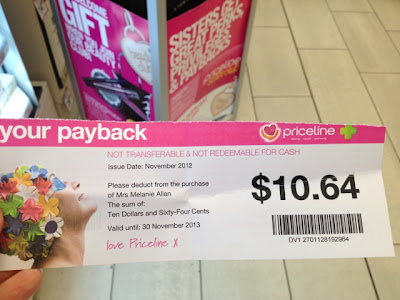 GIFT
SISTERS GET
your payback
priceline
NOT TRANSFERABLE & NOT REDEEMABLE FOR CASH
Issue Date: November 2012
Please deduct from the purchase
of Mrs Melanie Allan
The sum of:
Ten Dollars and Sixty-Four Cents
Valid until: 30 November 2013
love Priceline x
$10.64
DV1 2701128192964